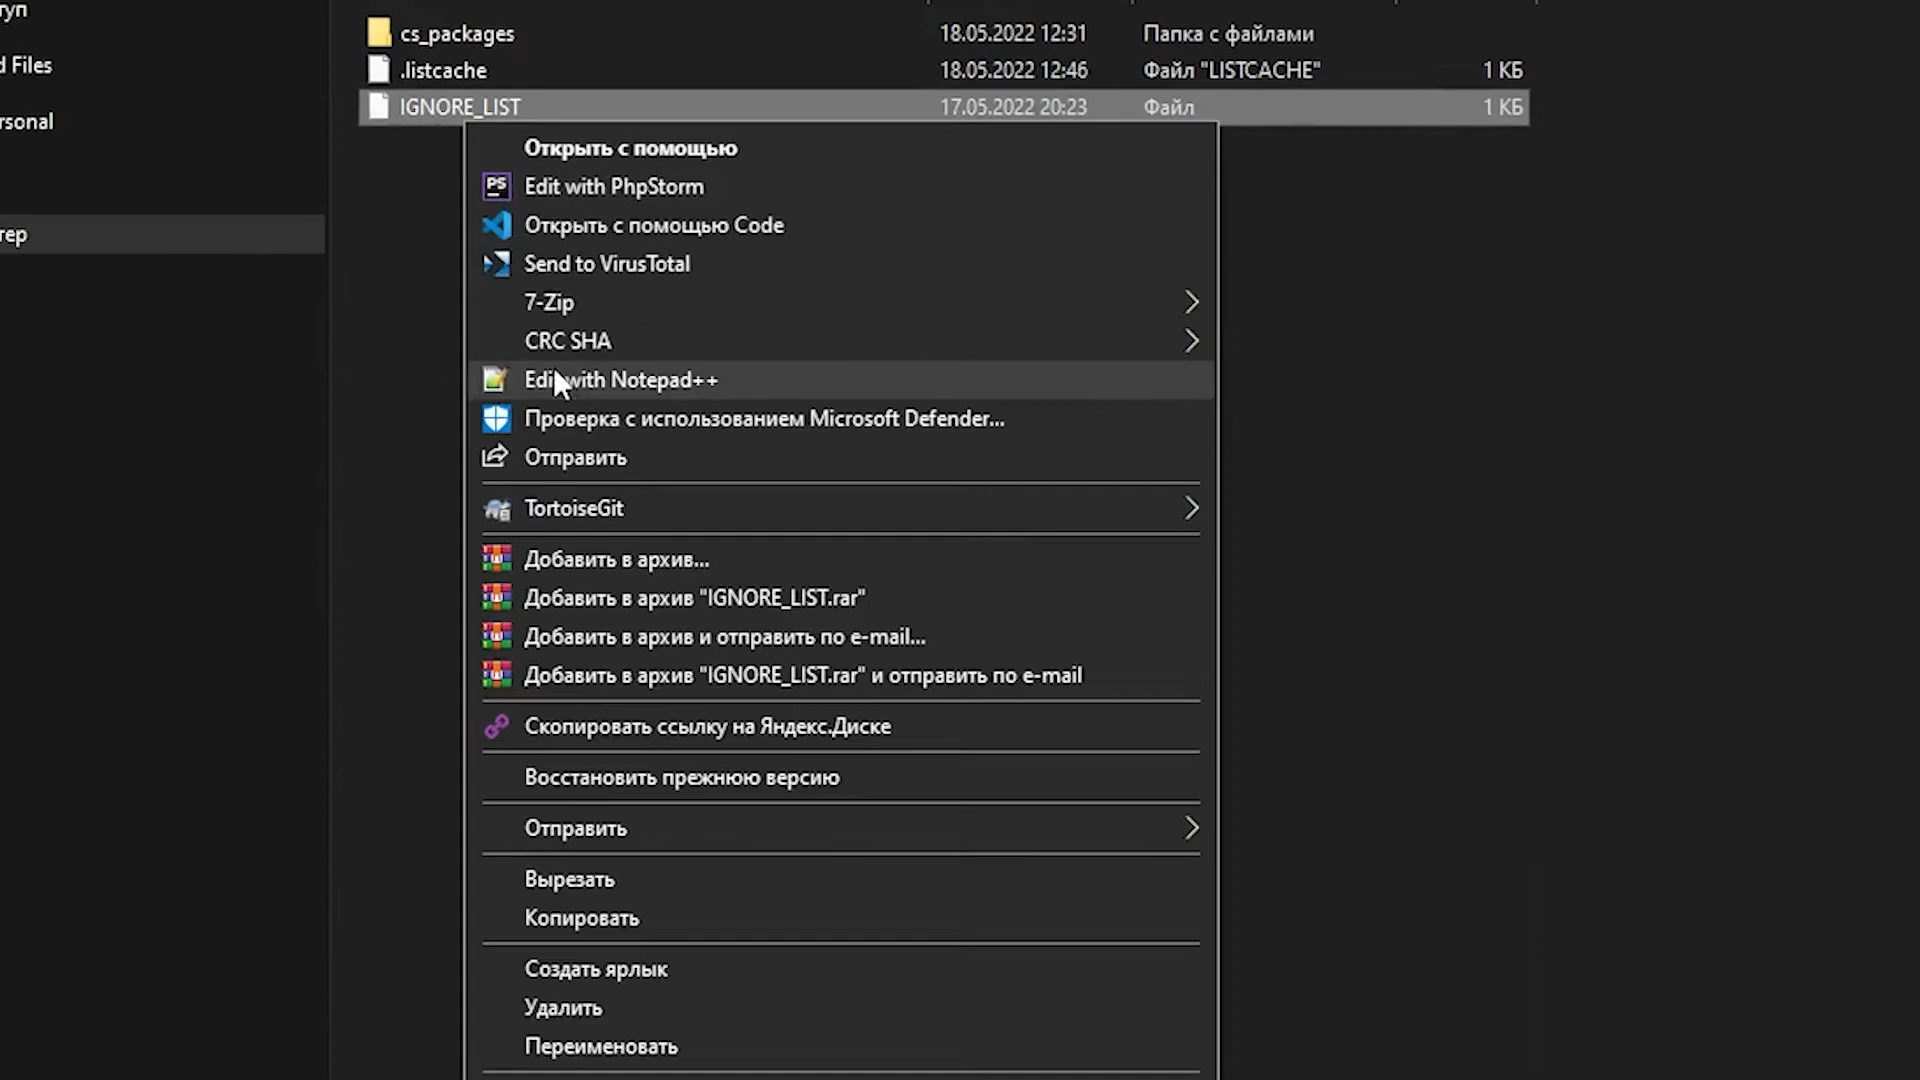 туп
d Files
rsonal
тер
cs_packages 18.05.2022 12:31 Папка с файлами
.listcache 18.05.2022 12:46 Файл "LISTCACHE" 1 КБ
IGNORE_LIST 17.05.2022 20:23 Файл 1 КБ
Открыть с помощью
Edit with PhpStorm
Открыть с помощью Code
Send to VirusTotal
7-Zip
CRC SHA
Edit with Notepad++
Проверка с использованием Microsoft Defender...
Отправить
TortoiseGit
Добавить в архив...
Добавить в архив "IGNORE_LIST.rar"
Добавить в архив и отправить по e-mail...
Добавить в архив "IGNORE_LIST.rar" и отправить по e-mail
Скопировать ссылку на Яндекс.Диске
Восстановить прежнюю версию
Отправить
Вырезать
Копировать
Создать ярлык
Удалить
Переименовать